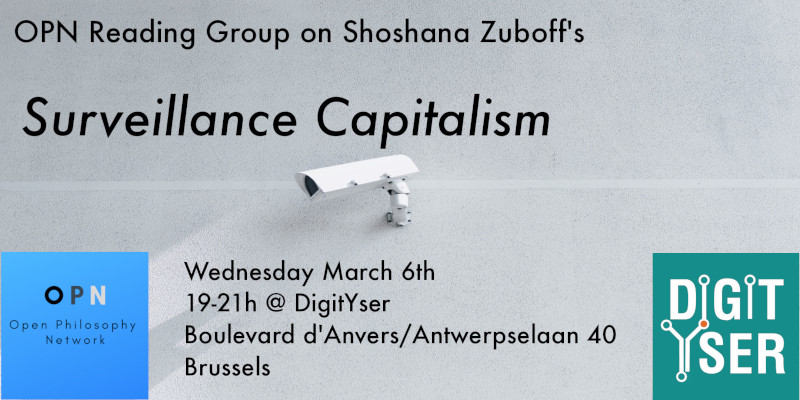 OPN Reading Group on Shoshana Zuboff's
Surveillance Capitalism
OPN
Open Philosophy
Network
Wednesday March 6th
19-21h @ DigitYser
Boulevard d'Anvers/Antwerpselaan 40
Brussels
DIGIT
YSER